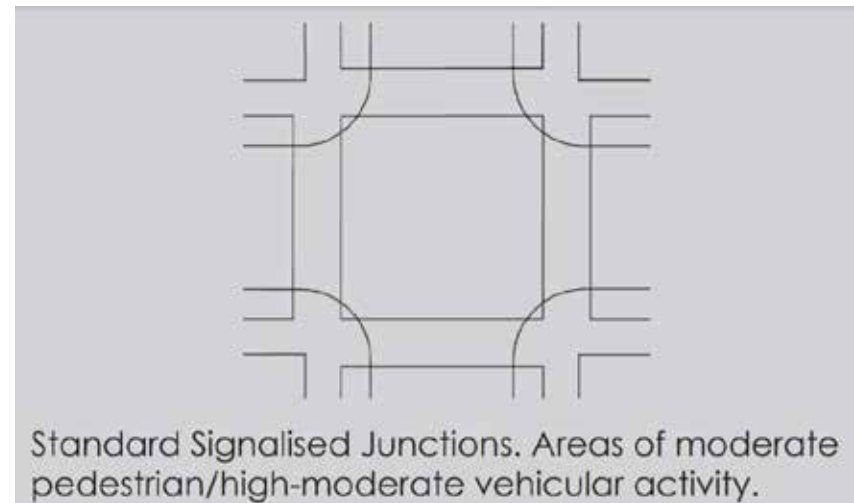 Standard Signalised Junctions. Areas of moderate
pedestrian/high-moderate vehicular activity.